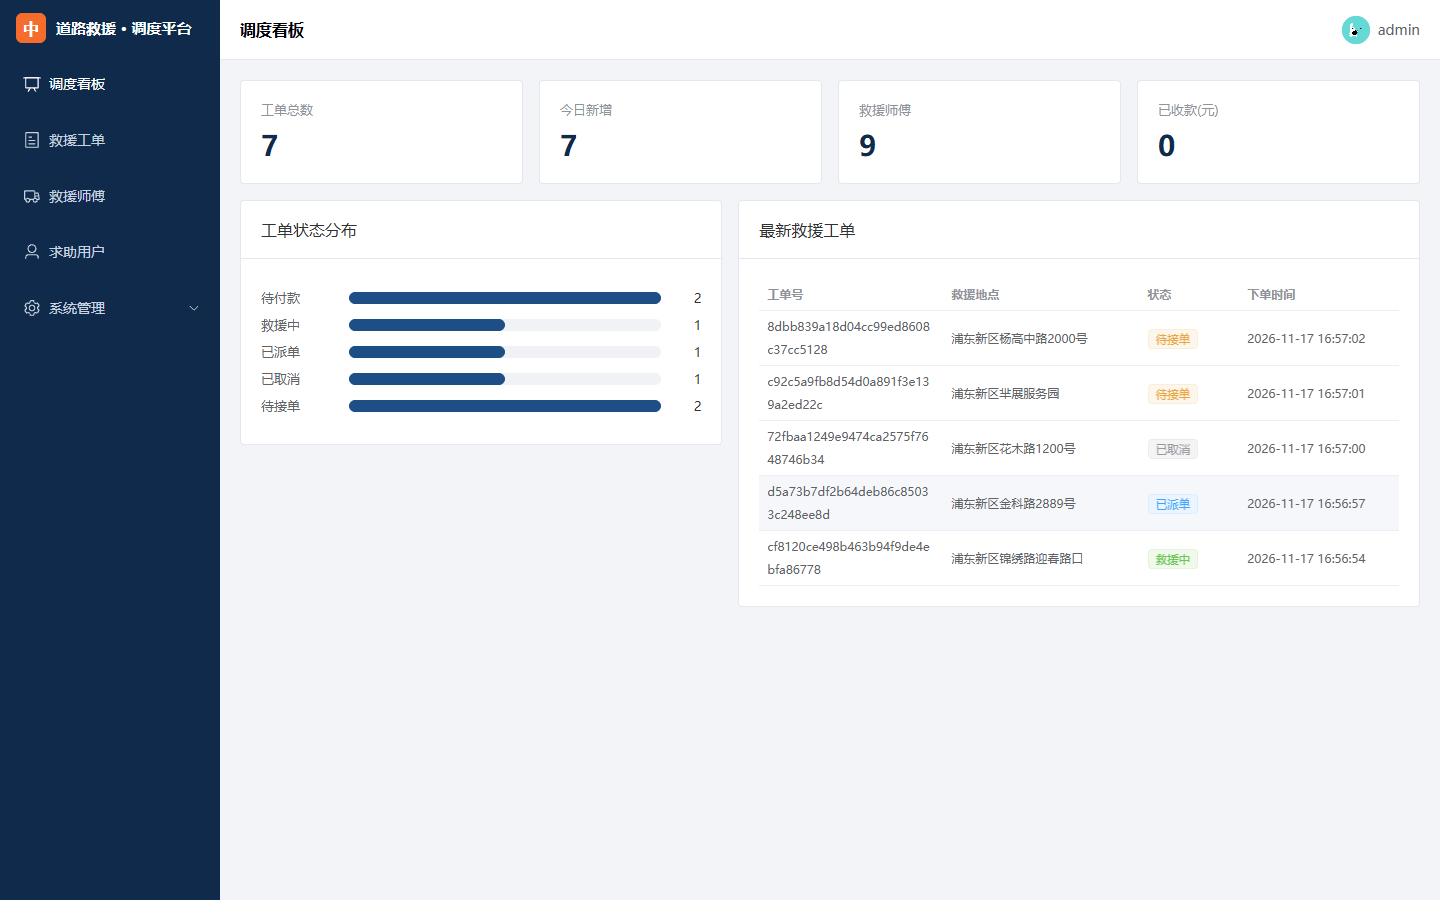 中 道路救援•调度平台
调度看板
救援工单
救援师傅
求助用户
系统管理
调度看板
admin
工单总数
7
今日新增
7
救援师傅
9
已收款(元)
0
工单状态分布
待付款 2
救援中 1
已派单 1
已取消 1
待接单 2
最新救援工单
工单号 救援地点 状态 下单时间
8dbb839a18d04cc99ed8608
c37cc5128
浦东新区杨高中路2000号 待接单 2026-11-17 16:57:02
c92c5a9fb8d54d0a891f3e13
9a2ed22c
浦东新区芈展服务园 待接单 2026-11-17 16:57:01
72fbaa1249e9474ca2575f76
48746b34
浦东新区花木路1200号 已取消 2026-11-17 16:57:00
d5a73b7df2b64deb86c8503
3c248ee8d
浦东新区金科路2889号 已派单 2026-11-17 16:56:57
cf8120ce498b463b94f9de4e
bfa86778
浦东新区锦绣路迎春路口 救援中 2026-11-17 16:56:54